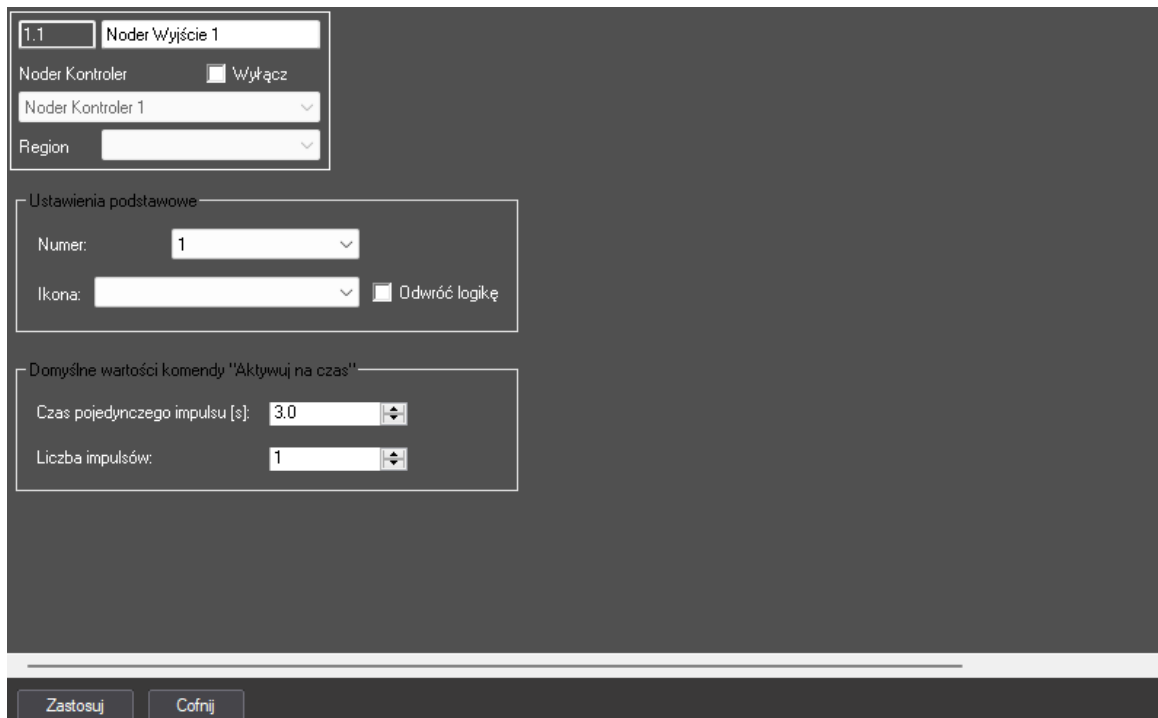 1.1 Noder Wyjście 1
Noder Kontroler Wyłącz
Noder Kontroler 1
Region
Ustawienia podstawowe
Numer: 1
Ikona: Odwróć logikę
Domyślne wartości komendy "Aktywuj na czas"
Czas pojedynczego impulsu [s]: 3.0
Liczba impulsów: 1
Zastosuj Cofnij